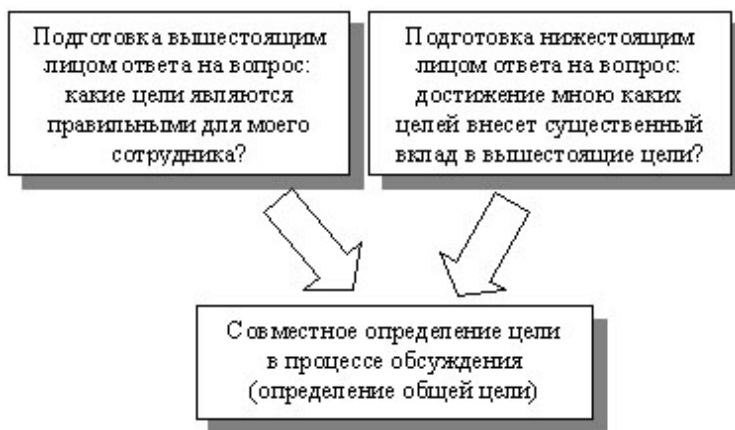 Подготовка вышестоящим
лицом ответа на вопрос:
какие цели являются
правильными для моего
сотрудника?
Подготовка нижестоящим
лицом ответа на вопрос:
достижение мною каких
целей внесет существенный
вклад в вышестоящие цели?
Совместное определение цели
в процессе обсуждения
(определение общей цели)